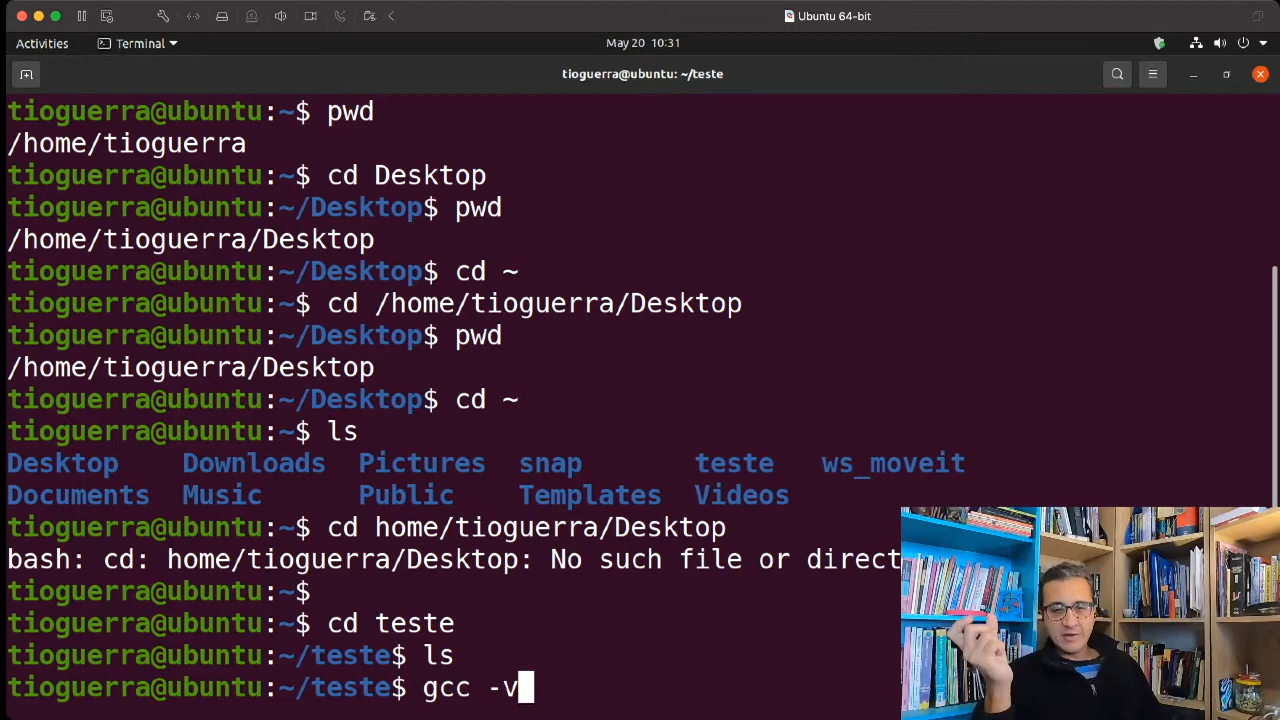 Ubuntu 64-bit
Activities Terminal May 20 10:31
tioguerra@ubuntu: ~/teste
tioguerra@ubuntu:~$ pwd
/home/tioguerra
tioguerra@ubuntu:~$ cd Desktop
tioguerra@ubuntu:~/Desktop$ pwd
/home/tioguerra/Desktop
tioguerra@ubuntu:~/Desktop$ cd ~
tioguerra@ubuntu:~$ cd /home/tioguerra/Desktop
tioguerra@ubuntu:~/Desktop$ pwd
/home/tioguerra/Desktop
tioguerra@ubuntu:~/Desktop$ cd ~
tioguerra@ubuntu:~$ ls
Desktop Downloads Pictures snap teste ws_moveit
Documents Music Public Templates Videos
tioguerra@ubuntu:~$ cd home/tioguerra/Desktop
bash: cd: home/tioguerra/Desktop: No such file or direct
tioguerra@ubuntu:~$
tioguerra@ubuntu:~$ cd teste
tioguerra@ubuntu:~/teste$ ls
tioguerra@ubuntu:~/teste$ gcc -v